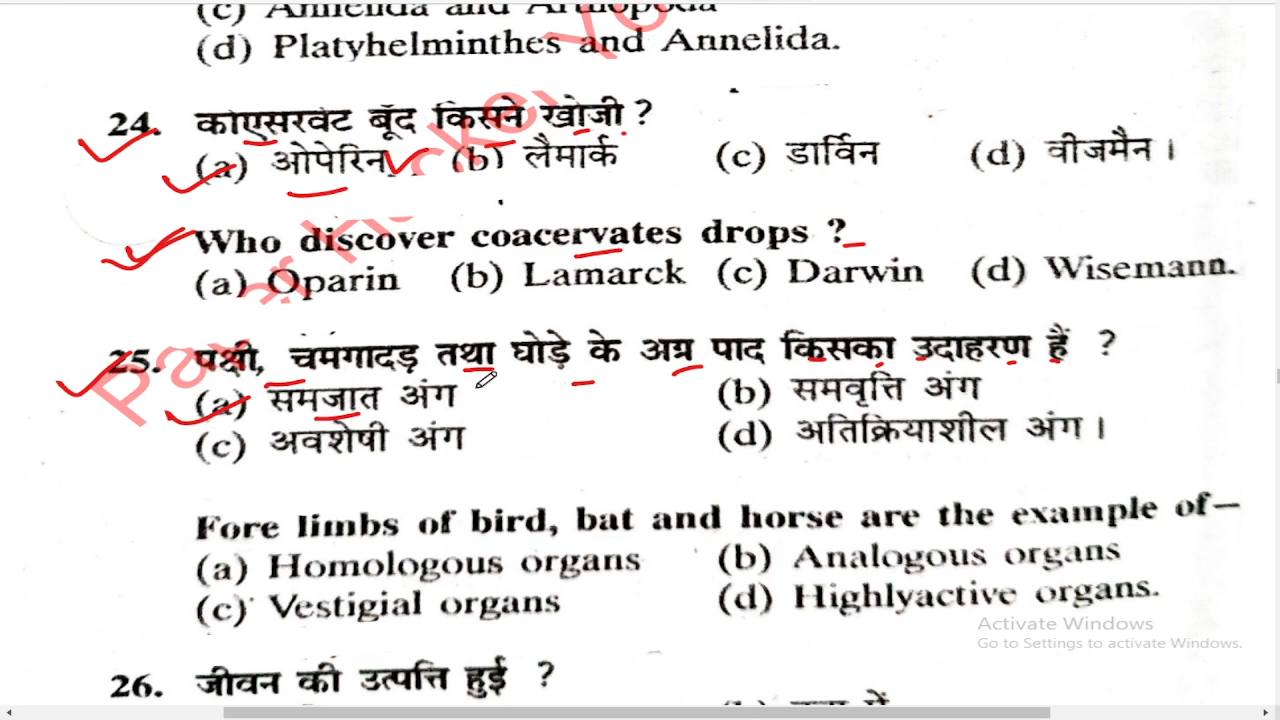 (c) Annelida and Arthropoda
(d) Platyhelminthes and Annelida.
24. कोएसरवेट बूँद किसने खोजी ?
(a) ओपेरिन (b) लैमार्क (c) डार्विन (d) वीजमैन ।
Who discover coacervates drops ?
(a) Oparin (b) Lamarck (c) Darwin (d) Wisemann.
25. पक्षी, चमगादड़ तथा घोड़े के अग्र पाद किसका उदाहरण हैं ?
(a) समजात अंग (b) समवृत्ति अंग
(c) अवशेषी अंग (d) अतिक्रियाशील अंग ।
Fore limbs of bird, bat and horse are the example of—
(a) Homologous organs (b) Analogous organs
(c) Vestigial organs (d) Highlyactive organs.
Activate Windows
Go to Settings to activate Windows.
26. जीवन की उत्पत्ति हुई ?